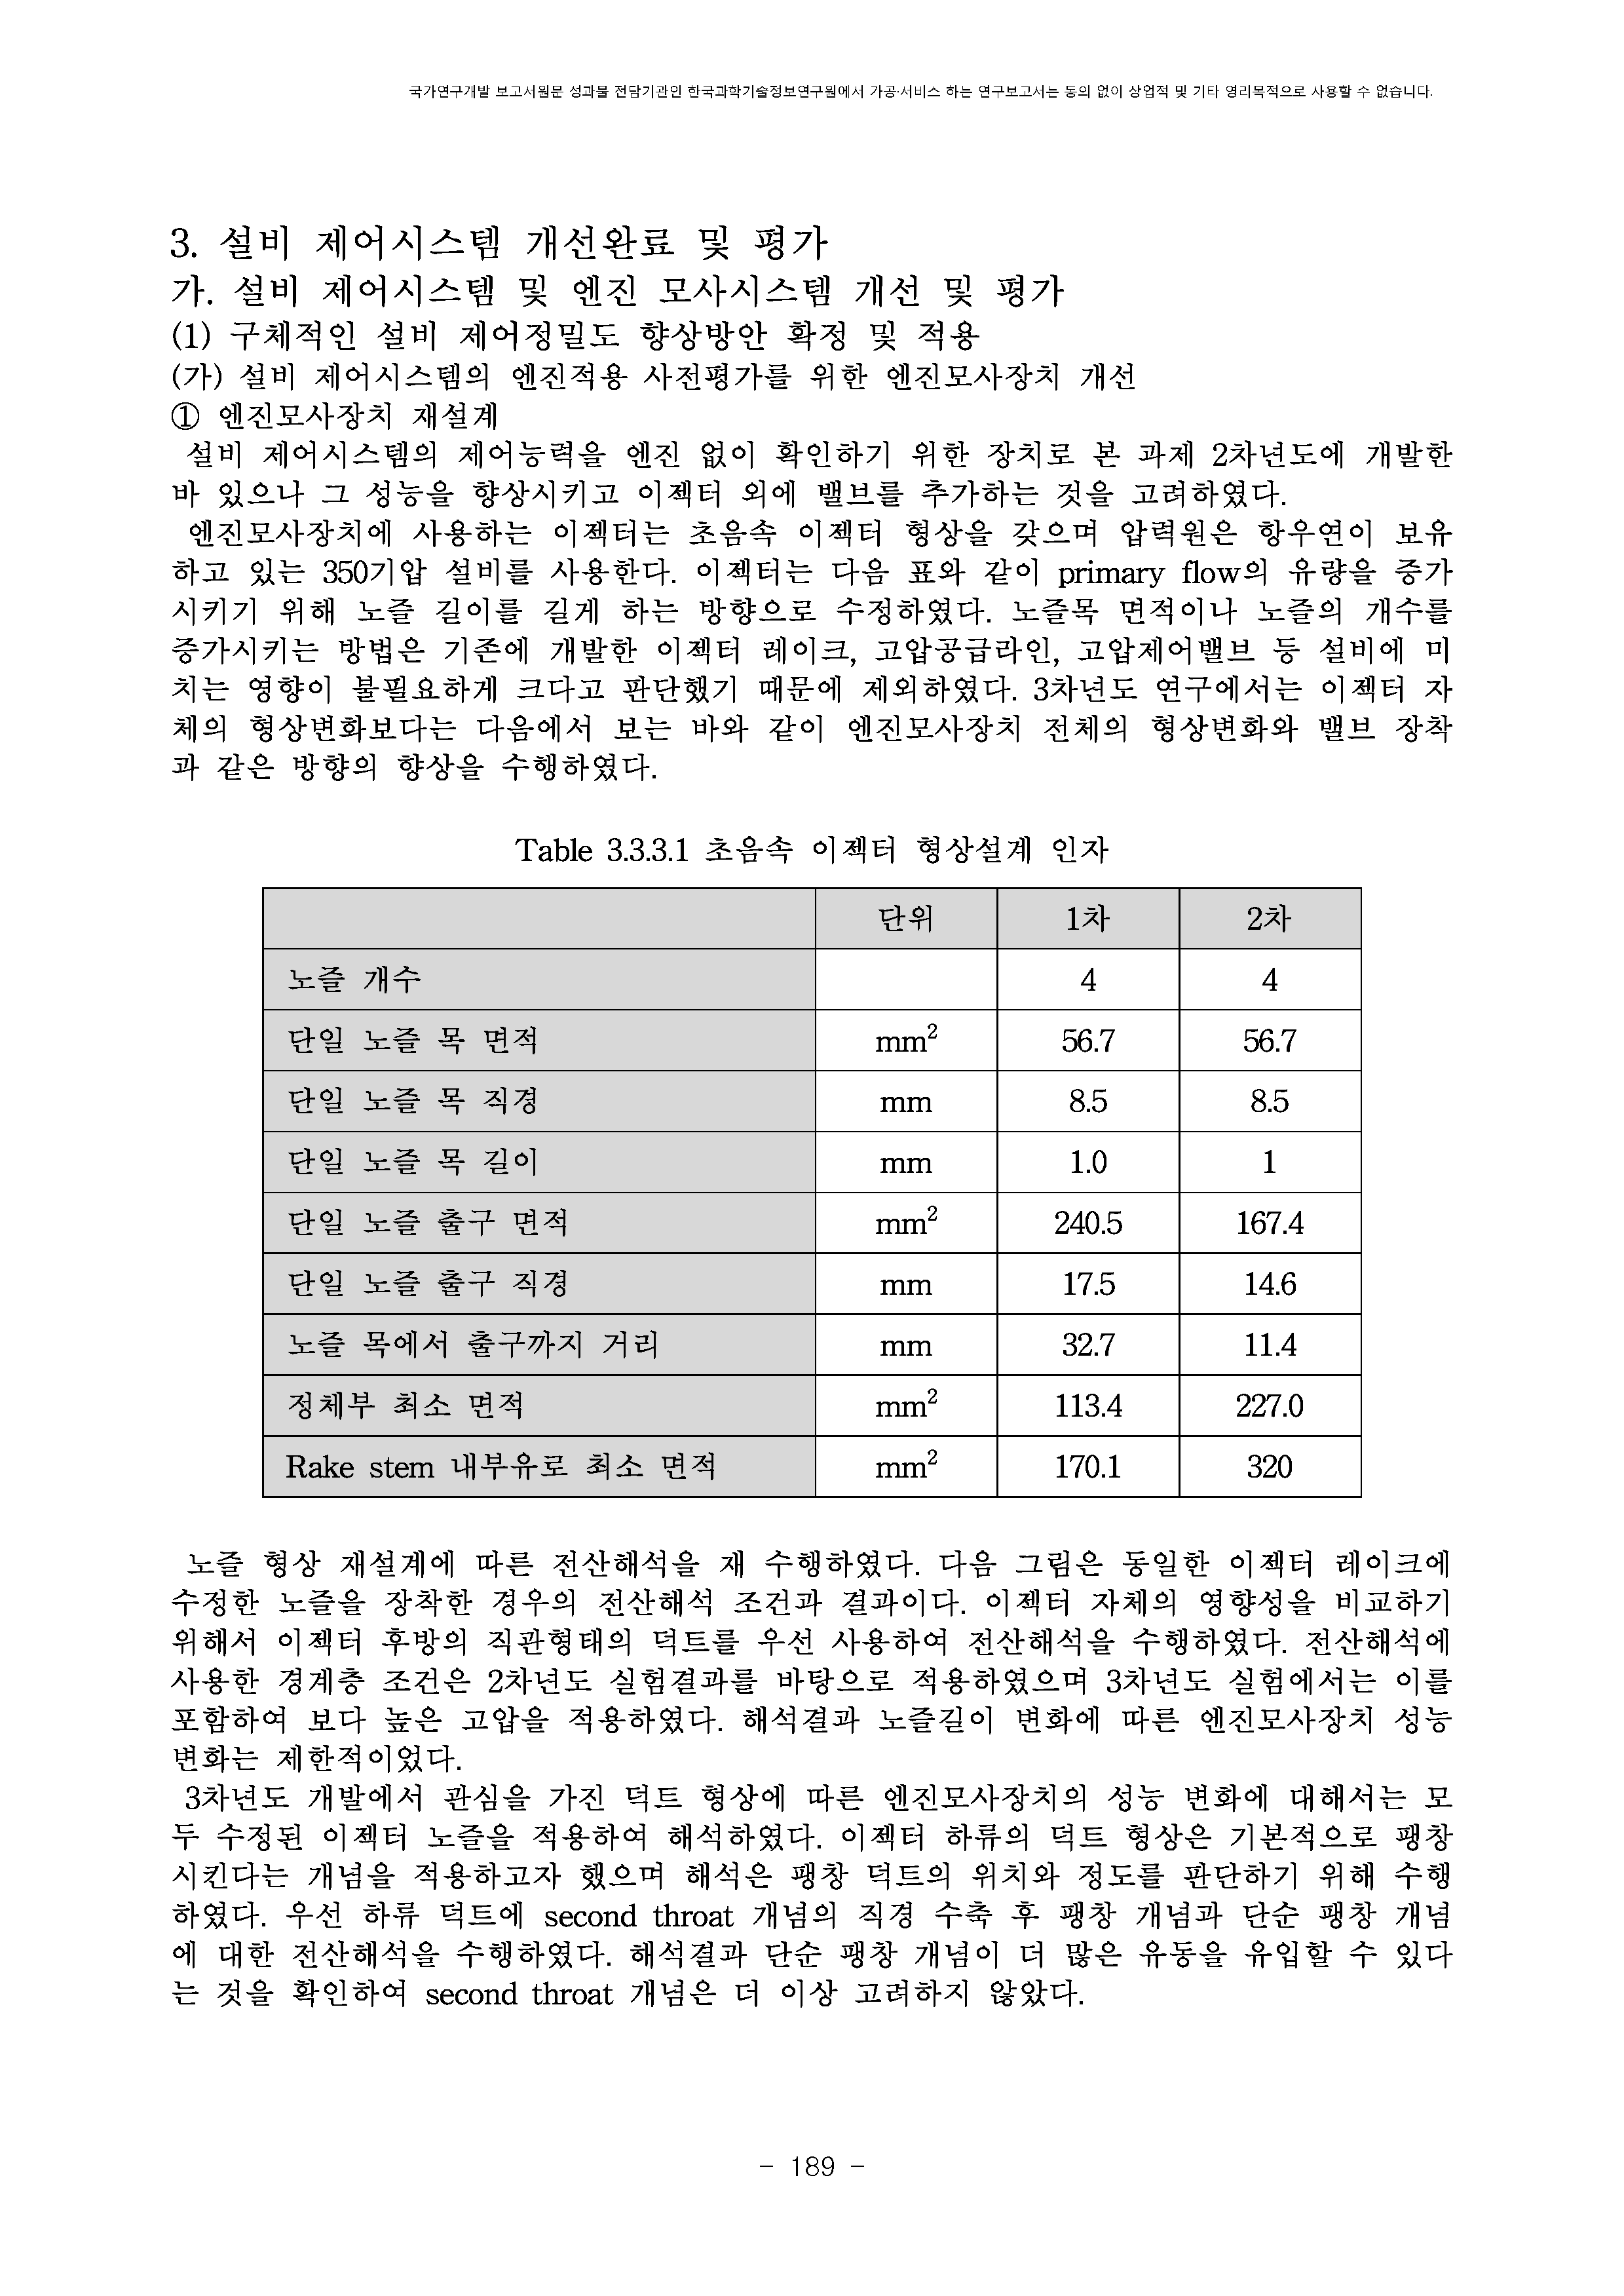 국가연구개발 보고서원문 성과물 전담기관인 한국과학기술정보연구원에서 가공·서비스 하는 연구보고서는 동의 없이 상업적 및 기타 영리목적으로 사용할 수 없습니다.
3. 설비 제어시스템 개선완료 및 평가
가. 설비 제어시스템 및 엔진 모사시스템 개선 및 평가
(1) 구체적인 설비 제어정밀도 향상방안 확정 및 적용
(가) 설비 제어시스템의 엔진적용 사전평가를 위한 엔진모사장치 개선
① 엔진모사장치 재설계
설비 제어시스템의 제어능력을 엔진 없이 확인하기 위한 장치로 본 과제 2차년도에 개발한
바 있으나 그 성능을 향상시키고 이젝터 외에 밸브를 추가하는 것을 고려하였다.
엔진모사장치에 사용하는 이젝터는 초음속 이젝터 형상을 갖으며 압력원은 항우연이 보유
하고 있는 350기압 설비를 사용한다. 이젝터는 다음 표와 같이 primary flow의 유량을 증가
시키기 위해 노즐 길이를 길게 하는 방향으로 수정하였다. 노즐목 면적이나 노즐의 개수를
증가시키는 방법은 기존에 개발한 이젝터 레이크, 고압공급라인, 고압제어밸브 등 설비에 미
치는 영향이 불필요하게 크다고 판단했기 때문에 제외하였다. 3차년도 연구에서는 이젝터 자
체의 형상변화보다는 다음에서 보는 바와 같이 엔진모사장치 전체의 형상변화와 밸브 장착
과 같은 방향의 향상을 수행하였다.
Table 3.3.3.1 초음속 이젝터 형상설계 인자
단위 1차 2차
노즐 개수 4 4
단일 노즐 목 면적 mm² 56.7 56.7
단일 노즐 목 직경 mm 8.5 8.5
단일 노즐 목 길이 mm 1.0 1
단일 노즐 출구 면적 mm² 240.5 167.4
단일 노즐 출구 직경 mm 17.5 14.6
노즐 목에서 출구까지 거리 mm 32.7 11.4
정체부 최소 면적 mm² 113.4 227.0
Rake stem 내부유로 최소 면적 mm² 170.1 320
노즐 형상 재설계에 따른 전산해석을 재 수행하였다. 다음 그림은 동일한 이젝터 레이크에
수정한 노즐을 장착한 경우의 전산해석 조건과 결과이다. 이젝터 자체의 영향성을 비교하기
위해서 이젝터 후방의 직관형태의 덕트를 우선 사용하여 전산해석을 수행하였다. 전산해석에
사용한 경계층 조건은 2차년도 실험결과를 바탕으로 적용하였으며 3차년도 실험에서는 이를
포함하여 보다 높은 고압을 적용하였다. 해석결과 노즐길이 변화에 따른 엔진모사장치 성능
변화는 제한적이었다.
3차년도 개발에서 관심을 가진 덕트 형상에 따른 엔진모사장치의 성능 변화에 대해서는 모
두 수정된 이젝터 노즐을 적용하여 해석하였다. 이젝터 하류의 덕트 형상은 기본적으로 팽창
시킨다는 개념을 적용하고자 했으며 해석은 팽창 덕트의 위치와 정도를 판단하기 위해 수행
하였다. 우선 하류 덕트에 second throat 개념의 직경 수축 후 팽창 개념과 단순 팽창 개념
에 대한 전산해석을 수행하였다. 해석결과 단순 팽창 개념이 더 많은 유동을 유입할 수 있다
는 것을 확인하여 second throat 개념은 더 이상 고려하지 않았다.
- 189 -